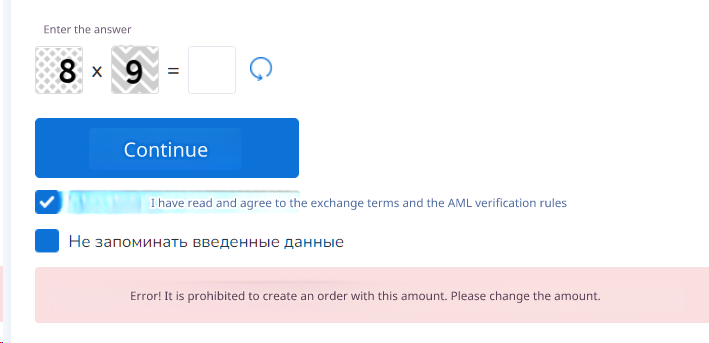 Enter the answer
8 x 9 =
Continue
I have read and agree to the exchange terms and the AML verification rules
Не запоминать введенные данные
Error! It is prohibited to create an order with this amount. Please change the amount.